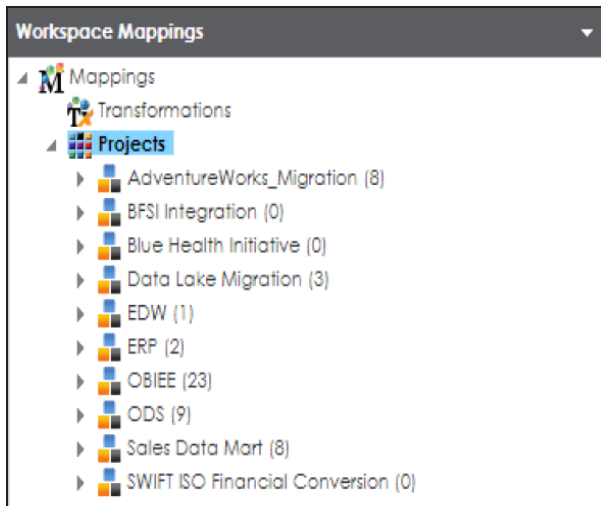 Workspace Mappings
Mappings
Transformations
Projects
AdventureWorks_Migration (8)
BFSI Integration (0)
Blue Health Initiative (0)
Data Lake Migration (3)
EDW (1)
ERP (2)
OBIEE (23)
ODS (9)
Sales Data Mart (8)
SWIFT ISO Financial Conversion (0)